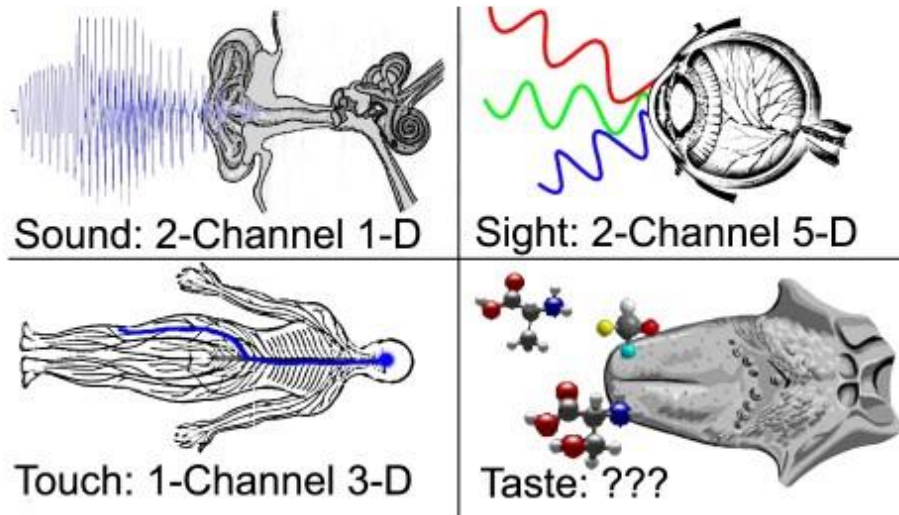 Sound: 2-Channel 1-D
Sight: 2-Channel 5-D
Touch: 1-Channel 3-D
Taste: ???